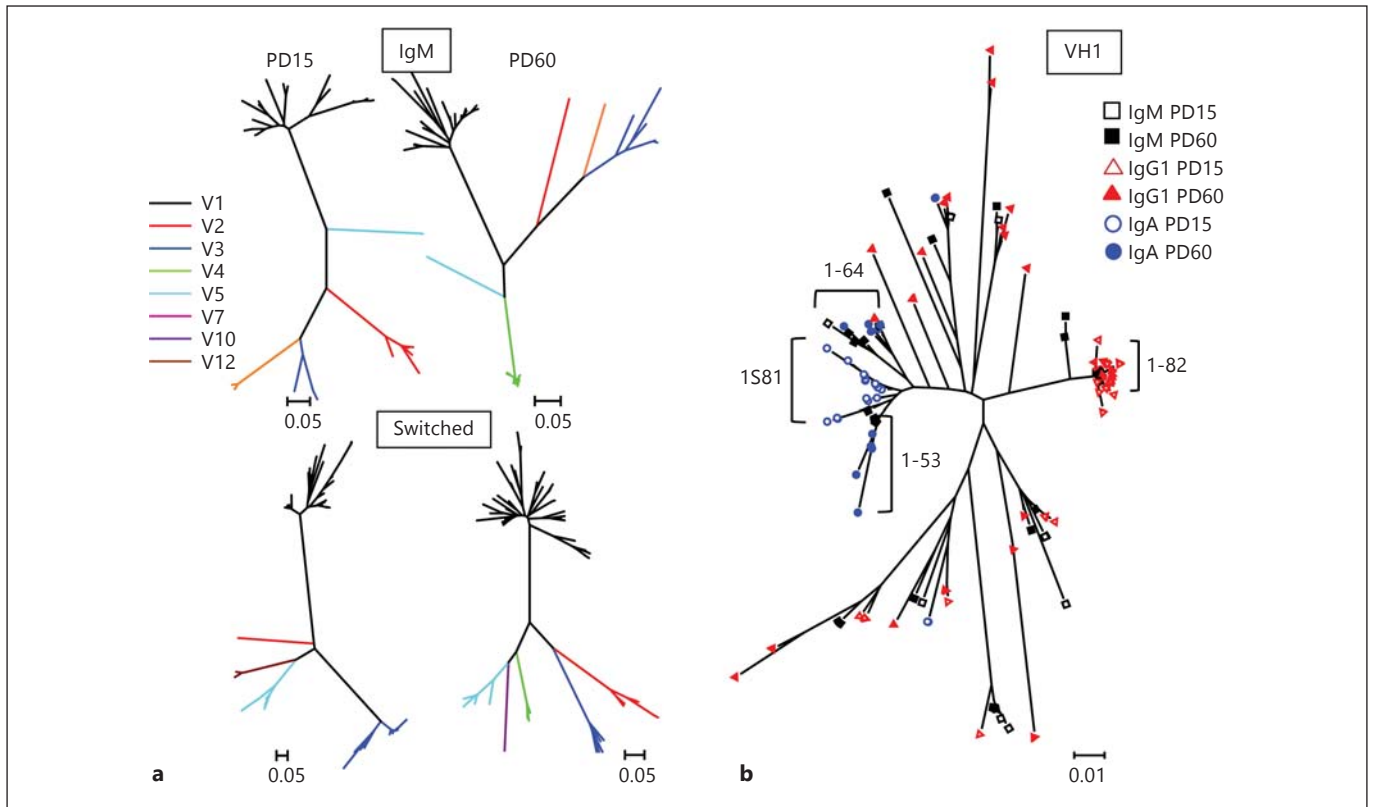 PD15
IgM
PD60
V1
V2
V3
V4
V5
V7
V10
V12
0.05
0.05
Switched
0.05
0.05
a
VH1
IgM PD15
IgM PD60
IgG1 PD15
IgG1 PD60
IgA PD15
IgA PD60
1-64
1S81
1-82
1-53
b
0.01